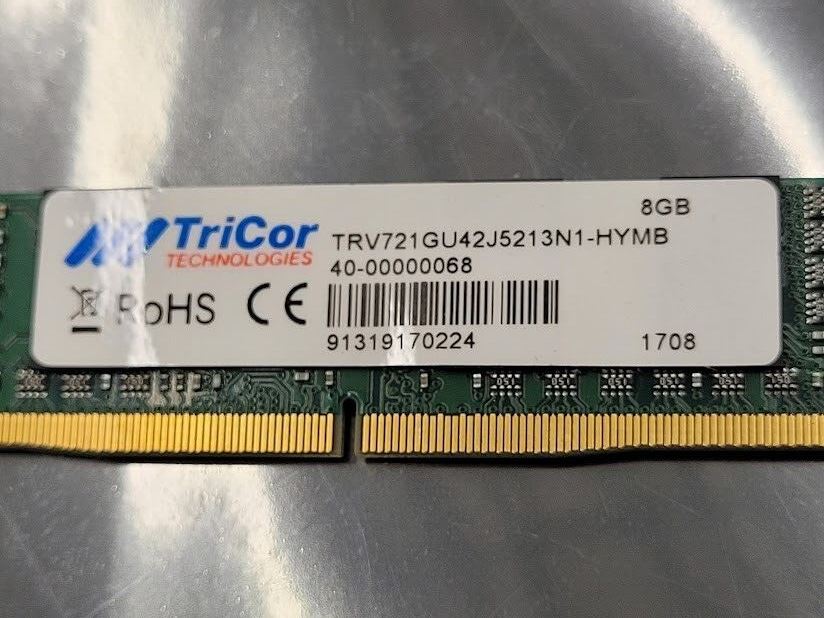 8GB
TriCor
TECHNOLOGIES
TRV721GU42J5213N1-HYMB
40-00000068
RoHS CE
91319170224
1708